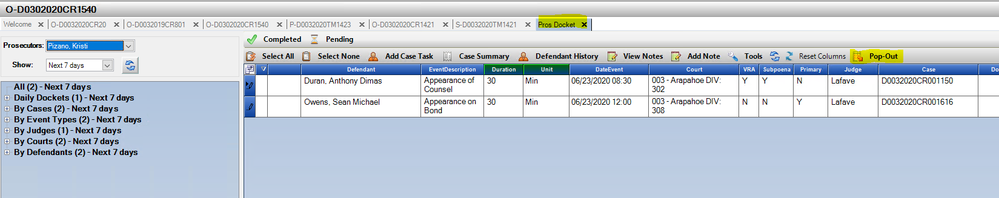 O-D0302020CR1540
Welcome X O-D0032020CR20 X O-D0032019CR801 X O-D0302020CR1540 X P-D0032020TM1423 X O-D0032020CR1421 X S-D0032020TM1421 X Pros Docket X
Prosecutors: Pizano, Kristi
Show: Next 7 days
All (2) - Next 7 days
Daily Dockets (1) - Next 7 days
By Cases (2) - Next 7 days
By Event Types (2) - Next 7 days
By Judges (1) - Next 7 days
By Courts (2) - Next 7 days
By Defendants (2) - Next 7 days
Completed Pending
Select All Select None Add Case Task Case Summary Defendant History View Notes Add Note Tools Reset Columns Pop-Out
Defendant EventDescription Duration Unit DateEvent Court VRA Subpoena Primary Judge Case Do
Duran, Anthony Dimas Appearance of 30 Min 06/23/2020 08:30 003 - Arapahoe DIV: Y Y N Lafave D0032020CR001150
Counsel 302
Owens, Sean Michael Appearance on 30 Min 06/23/2020 12:00 003 - Arapahoe DIV: N N Y Lafave D0032020CR001616
Bond 308